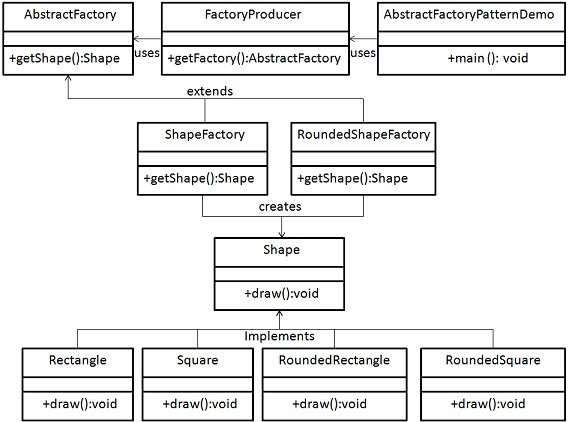 AbstractFactory
FactoryProducer
AbstractFactoryPatternDemo
+getShape():Shape
uses
+getFactory():AbstractFactory
uses
+main(): void
extends
ShapeFactory
RoundedShapeFactory
+getShape():Shape
+getShape():Shape
creates
Shape
+draw():void
Implements
Rectangle
Square
RoundedRectangle
RoundedSquare
+draw():void
+draw():void
+draw():void
+draw():void